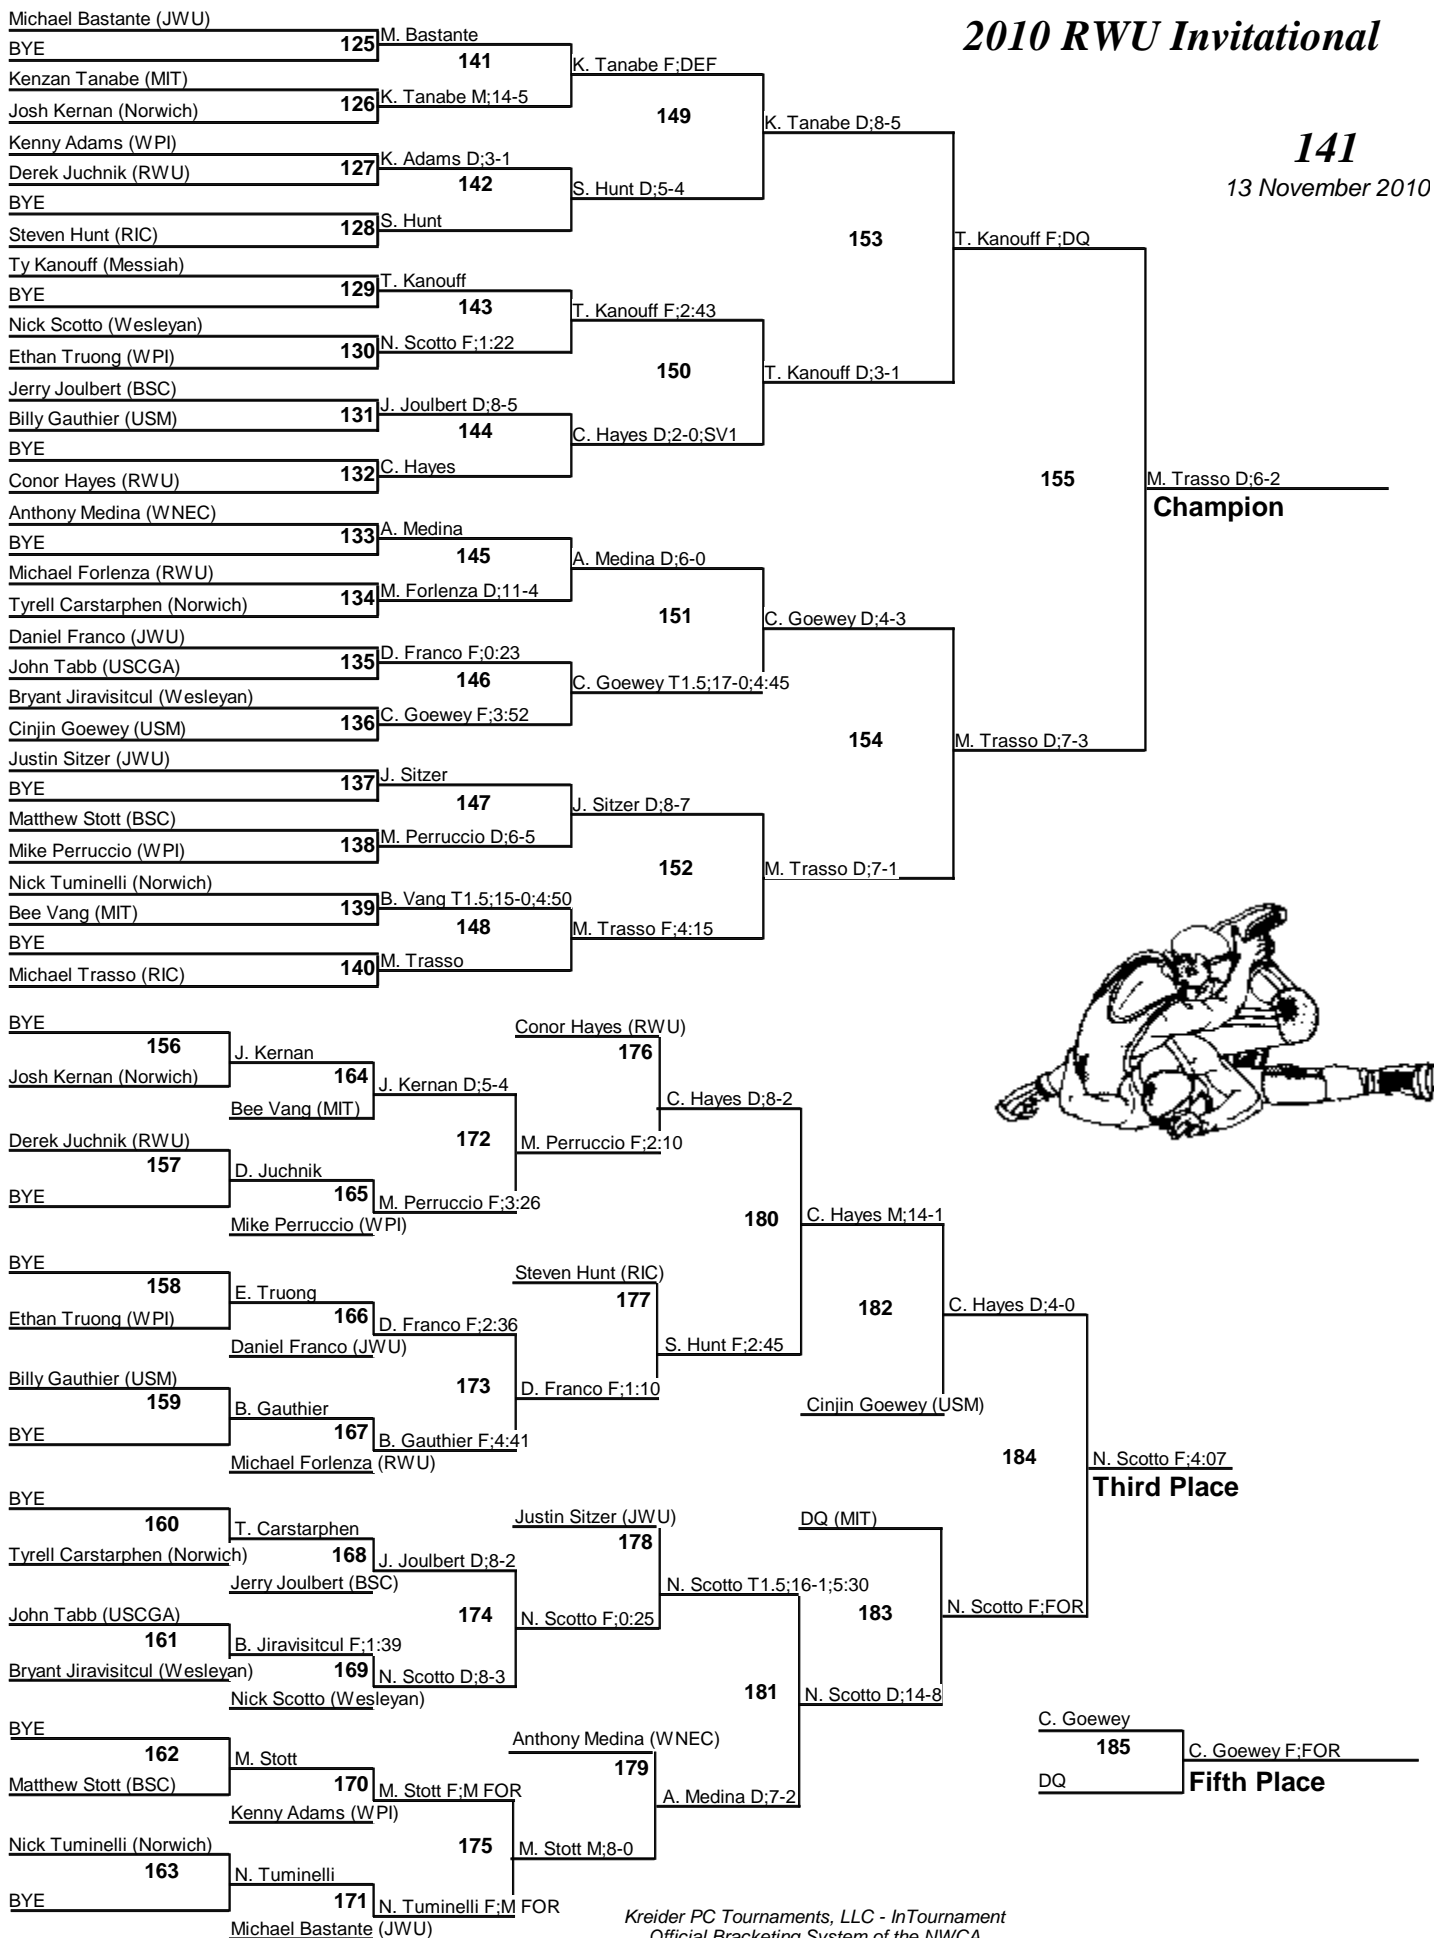 2010 RWU Invitational
141
13 November 2010
Michael Bastante (JWU)
BYE
125
M. Bastante
141
Kenzan Tanabe (MIT)
Josh Kernan (Norwich)
126
K. Tanabe M;14-5
K. Tanabe F;DEF
149
Kenny Adams (WPI)
Derek Juchnik (RWU)
127
K. Adams D;3-1
142
BYE
Steven Hunt (RIC)
128
S. Hunt
S. Hunt D;5-4
K. Tanabe D;8-5
153
Ty Kanouff (Messiah)
BYE
129
T. Kanouff
143
Nick Scotto (Wesleyan)
Ethan Truong (WPI)
130
N. Scotto F;1:22
T. Kanouff F;2:43
150
Jerry Joulbert (BSC)
Billy Gauthier (USM)
131
J. Joulbert D;8-5
144
BYE
Conor Hayes (RWU)
132
C. Hayes
C. Hayes D;2-0;SV1
T. Kanouff D;3-1
T. Kanouff F;DQ
155
M. Trasso D;6-2
Champion
Anthony Medina (WNEC)
BYE
133
A. Medina
145
Michael Forlenza (RWU)
Tyrell Carstarphen (Norwich)
134
M. Forlenza D;11-4
A. Medina D;6-0
151
Daniel Franco (JWU)
John Tabb (USCGA)
135
D. Franco F;0:23
146
Bryant Jiravisitcul (Wesleyan)
Cinjin Goewey (USM)
136
C. Goewey F;3:52
C. Goewey T1.5;17-0;4:45
C. Goewey D;4-3
154
Justin Sitzer (JWU)
BYE
137
J. Sitzer
147
Matthew Stott (BSC)
Mike Perruccio (WPI)
138
M. Perruccio D;6-5
J. Sitzer D;8-7
152
Nick Tuminelli (Norwich)
Bee Vang (MIT)
139
B. Vang T1.5;15-0;4:50
148
BYE
Michael Trasso (RIC)
140
M. Trasso
M. Trasso F;4:15
M. Trasso D;7-1
M. Trasso D;7-3
BYE
156
Josh Kernan (Norwich)
J. Kernan
164
Bee Vang (MIT)
J. Kernan D;5-4
172
Derek Juchnik (RWU)
157
BYE
D. Juchnik
165
Mike Perruccio (WPI)
M. Perruccio F;3:26
Conor Hayes (RWU)
176
M. Perruccio F;2:10
C. Hayes D;8-2
180
BYE
158
Ethan Truong (WPI)
E. Truong
166
Daniel Franco (JWU)
D. Franco F;2:36
173
Billy Gauthier (USM)
159
BYE
B. Gauthier
167
Michael Forlenza (RWU)
B. Gauthier F;4:41
Steven Hunt (RIC)
177
D. Franco F;1:10
S. Hunt F;2:45
C. Hayes M;14-1
182
Cinjin Goewey (USM)
C. Hayes D;4-0
184
N. Scotto F;4:07
Third Place
BYE
160
Tyrell Carstarphen (Norwich)
T. Carstarphen
168
Jerry Joulbert (BSC)
J. Joulbert D;8-2
174
John Tabb (USCGA)
161
Bryant Jiravisitcul (Wesleyan)
B. Jiravisitcul F;1:39
169
Nick Scotto (Wesleyan)
N. Scotto D;8-3
Justin Sitzer (JWU)
178
N. Scotto F;0:25
N. Scotto T1.5;16-1;5:30
181
DQ (MIT)
183
N. Scotto D;14-8
N. Scotto F;FOR
BYE
162
Matthew Stott (BSC)
M. Stott
170
Kenny Adams (WPI)
M. Stott F;M FOR
175
Nick Tuminelli (Norwich)
163
BYE
N. Tuminelli
171
Michael Bastante (JWU)
N. Tuminelli F;M FOR
Anthony Medina (WNEC)
179
M. Stott M;8-0
A. Medina D;7-2
C. Goewey
185
DQ
C. Goewey F;FOR
Fifth Place
Kreider PC Tournaments, LLC - InTournament
Official Bracketing System of the NWCA